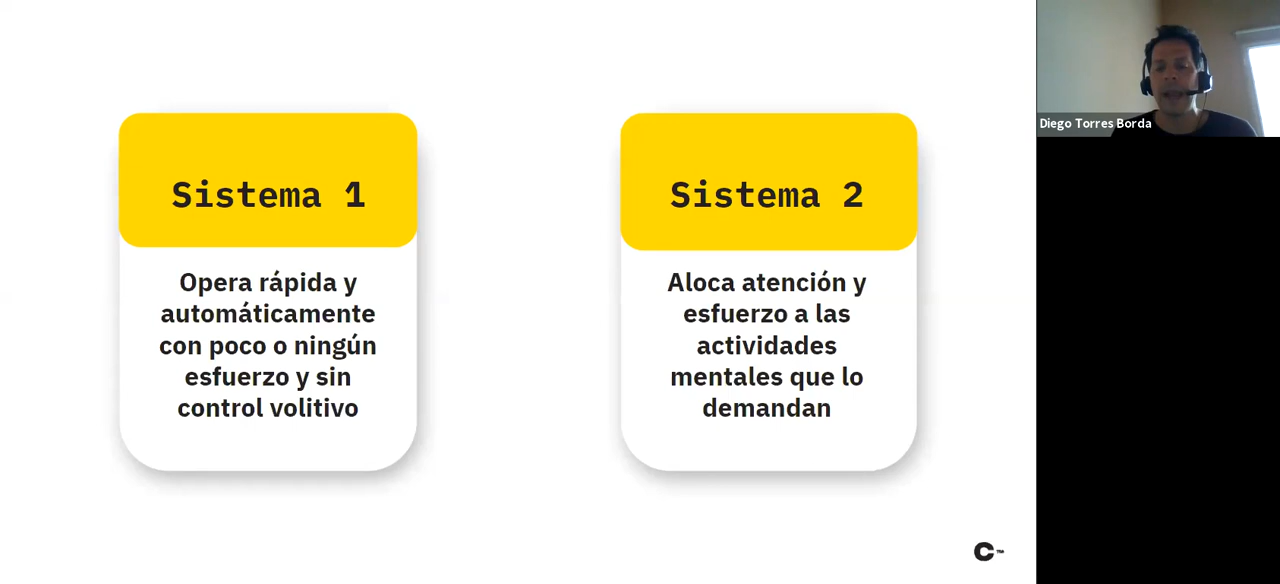 Sistema 1
Opera rápida y
automáticamente
con poco o ningún
esfuerzo y sin
control volitivo
Sistema 2
Aloca atención y
esfuerzo a las
actividades
mentales que lo
demandan
Diego Torres Borda
C™